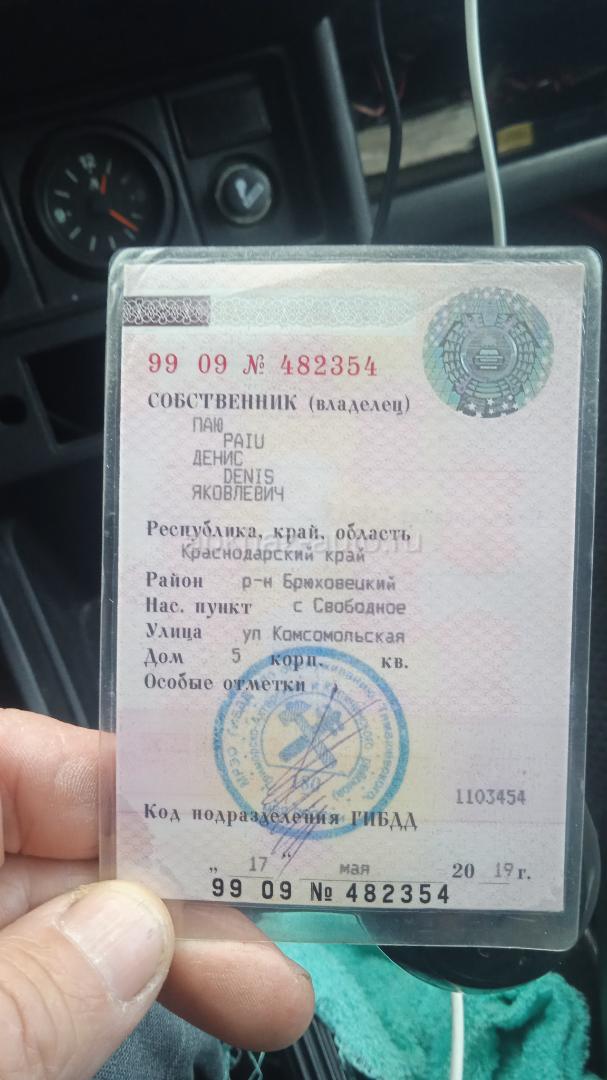 12
99 09 № 482354
СОБСТВЕННИК (владелец)
ПАЮ
PAIU
ДЕНИС
DENIS
ЯКОВЛЕВИЧ
Республика, край, область
Краснодарский край
Район р-н Брюховецкий
Нас. пункт с Свободное
Улица ул Комсомольская
Дом 5 корп. кв.
Особые отметки
180
1103454
Код подразделения ГИБДД
„ 17 “ мая 20 19 г.
99 09 № 482354